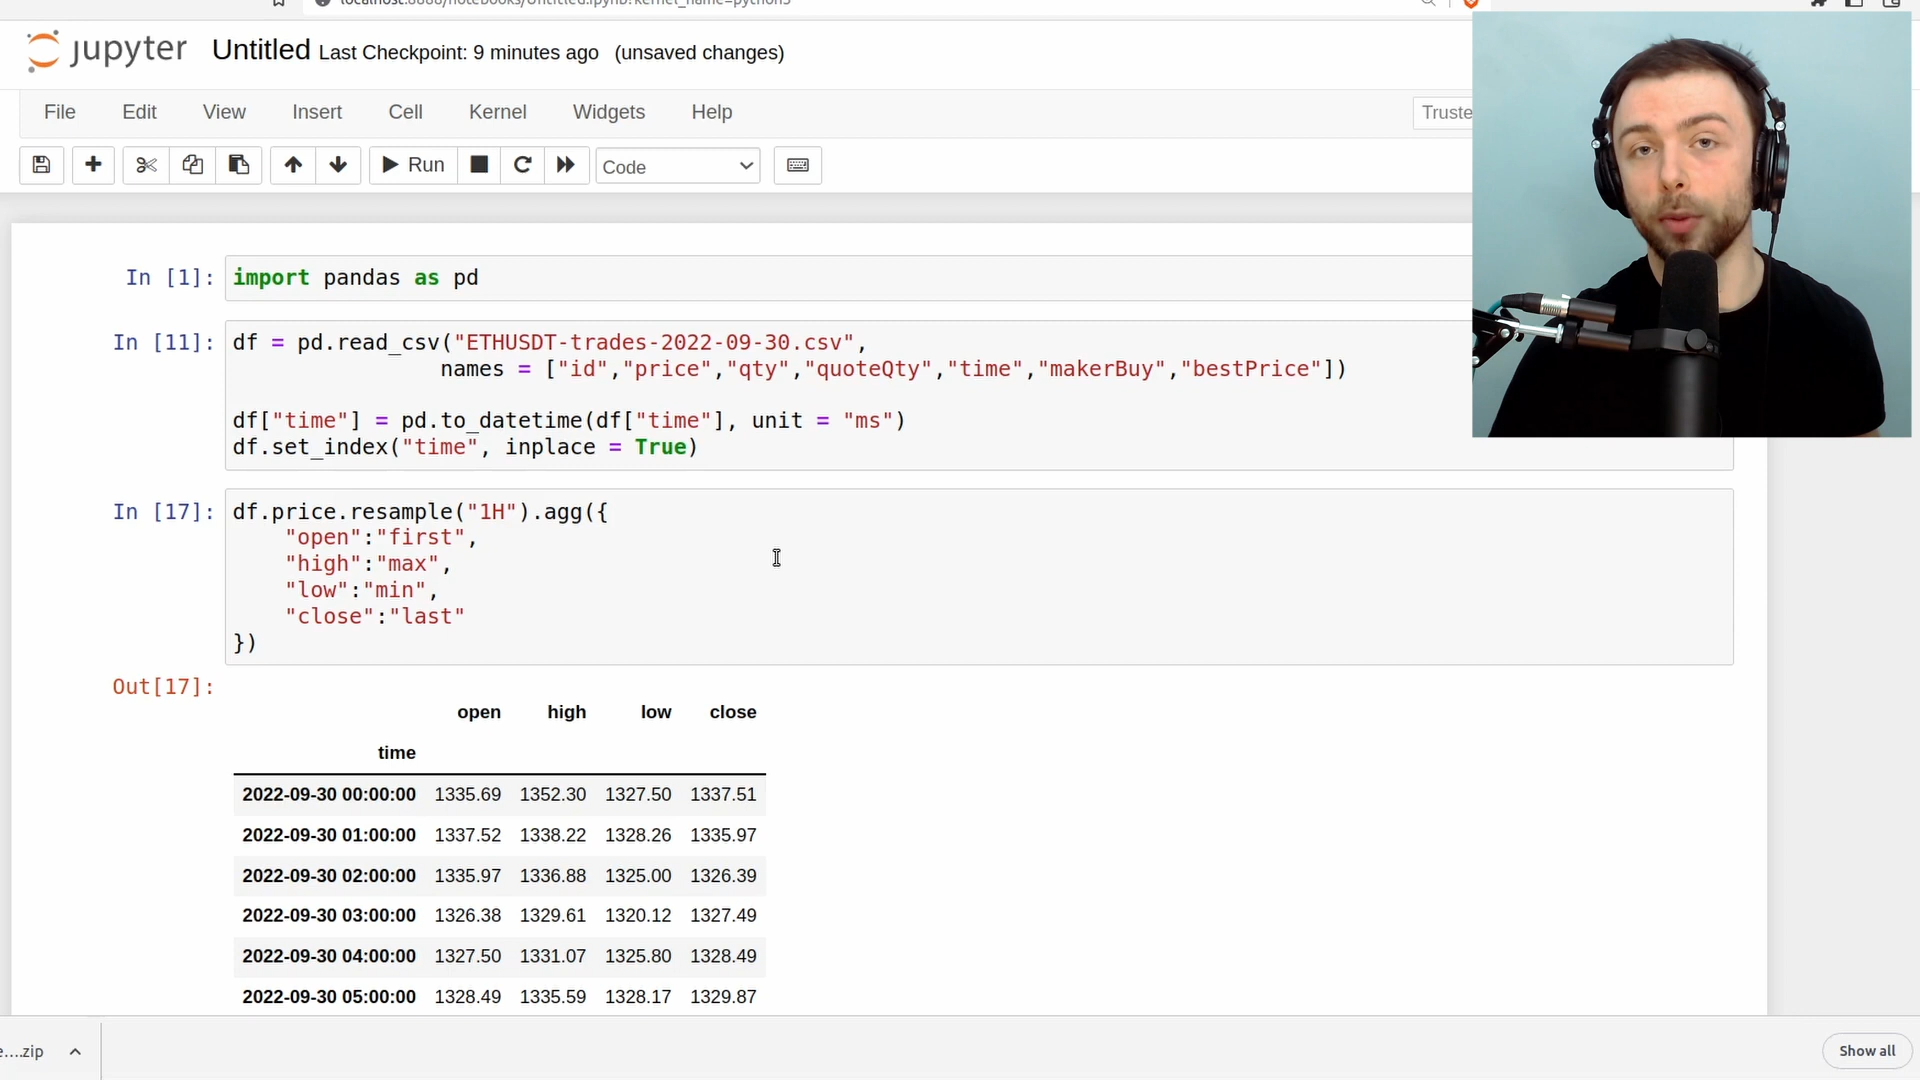 localhost:8888/notebooks/Untitled.ipynb?kernel_name=python3
jupyter Untitled Last Checkpoint: 9 minutes ago (unsaved changes)
File Edit View Insert Cell Kernel Widgets Help Truste
Run Code
In [1]: import pandas as pd
In [11]: df = pd.read_csv("ETHUSDT-trades-2022-09-30.csv",
names = ["id","price","qty","quoteQty","time","makerBuy","bestPrice"])
df["time"] = pd.to_datetime(df["time"], unit = "ms")
df.set_index("time", inplace = True)
In [17]: df.price.resample("1H").agg({
"open":"first",
"high":"max",
"low":"min",
"close":"last"
})
Out[17]:
open high low close
time
2022-09-30 00:00:00 1335.69 1352.30 1327.50 1337.51
2022-09-30 01:00:00 1337.52 1338.22 1328.26 1335.97
2022-09-30 02:00:00 1335.97 1336.88 1325.00 1326.39
2022-09-30 03:00:00 1326.38 1329.61 1320.12 1327.49
2022-09-30 04:00:00 1327.50 1331.07 1325.80 1328.49
2022-09-30 05:00:00 1328.49 1335.59 1328.17 1329.87
e....zip Show all